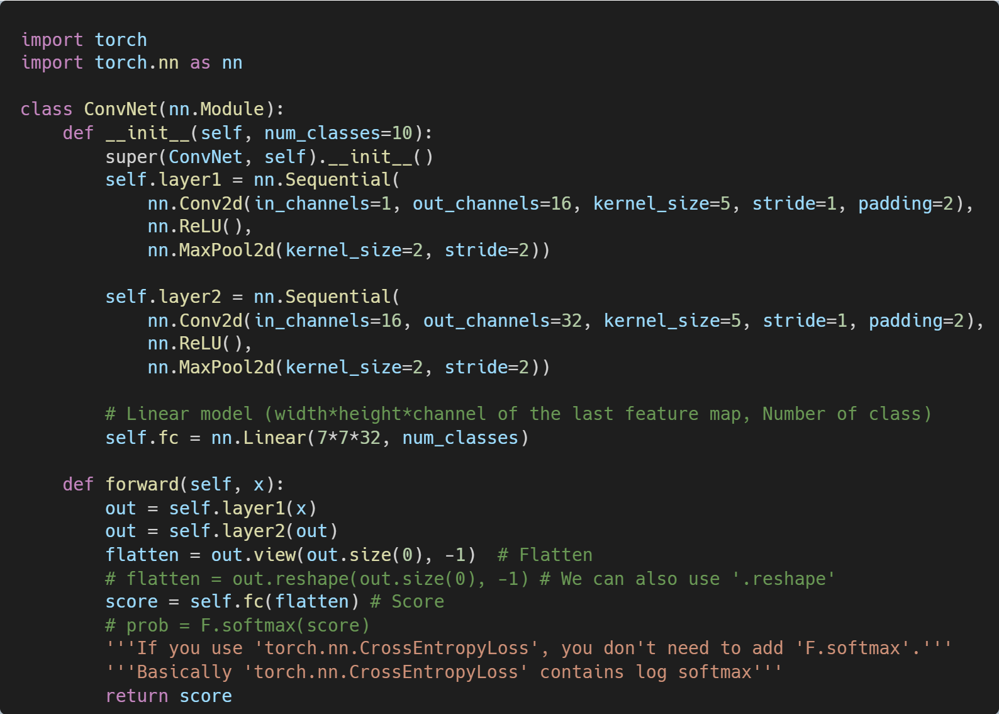 import torch
import torch.nn as nn

class ConvNet(nn.Module):
    def __init__(self, num_classes=10):
        super(ConvNet, self).__init__()
        self.layer1 = nn.Sequential(
            nn.Conv2d(in_channels=1, out_channels=16, kernel_size=5, stride=1, padding=2),
            nn.ReLU(),
            nn.MaxPool2d(kernel_size=2, stride=2))

        self.layer2 = nn.Sequential(
            nn.Conv2d(in_channels=16, out_channels=32, kernel_size=5, stride=1, padding=2),
            nn.ReLU(),
            nn.MaxPool2d(kernel_size=2, stride=2))

        # Linear model (width*height*channel of the last feature map, Number of class)
        self.fc = nn.Linear(7*7*32, num_classes)

    def forward(self, x):
        out = self.layer1(x)
        out = self.layer2(out)
        flatten = out.view(out.size(0), -1)  # Flatten
        # flatten = out.reshape(out.size(0), -1) # We can also use '.reshape'
        score = self.fc(flatten) # Score
        # prob = F.softmax(score)
        '''If you use 'torch.nn.CrossEntropyLoss', you don't need to add 'F.softmax'.'''
        '''Basically 'torch.nn.CrossEntropyLoss' contains log softmax'''
        return score